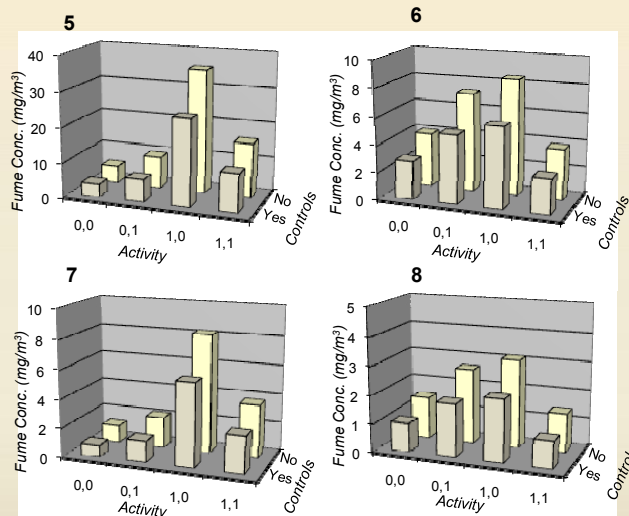 5
40
30
20
10
0
Fume Conc. (mg/m³)
0,0
0,1
1,0
1,1
Activity
No
Yes
Controls
6
10
8
6
4
2
0
Fume Conc. (mg/m³)
0,0
0,1
1,0
1,1
Activity
No
Yes
Controls
7
10
8
6
4
2
0
Fume Conc. (mg/m³)
0,0
0,1
1,0
1,1
Activity
No
Yes
Controls
8
5
4
3
2
1
0
Fume Conc. (mg/m³)
0,0
0,1
1,0
1,1
Activity
No
Yes
Controls